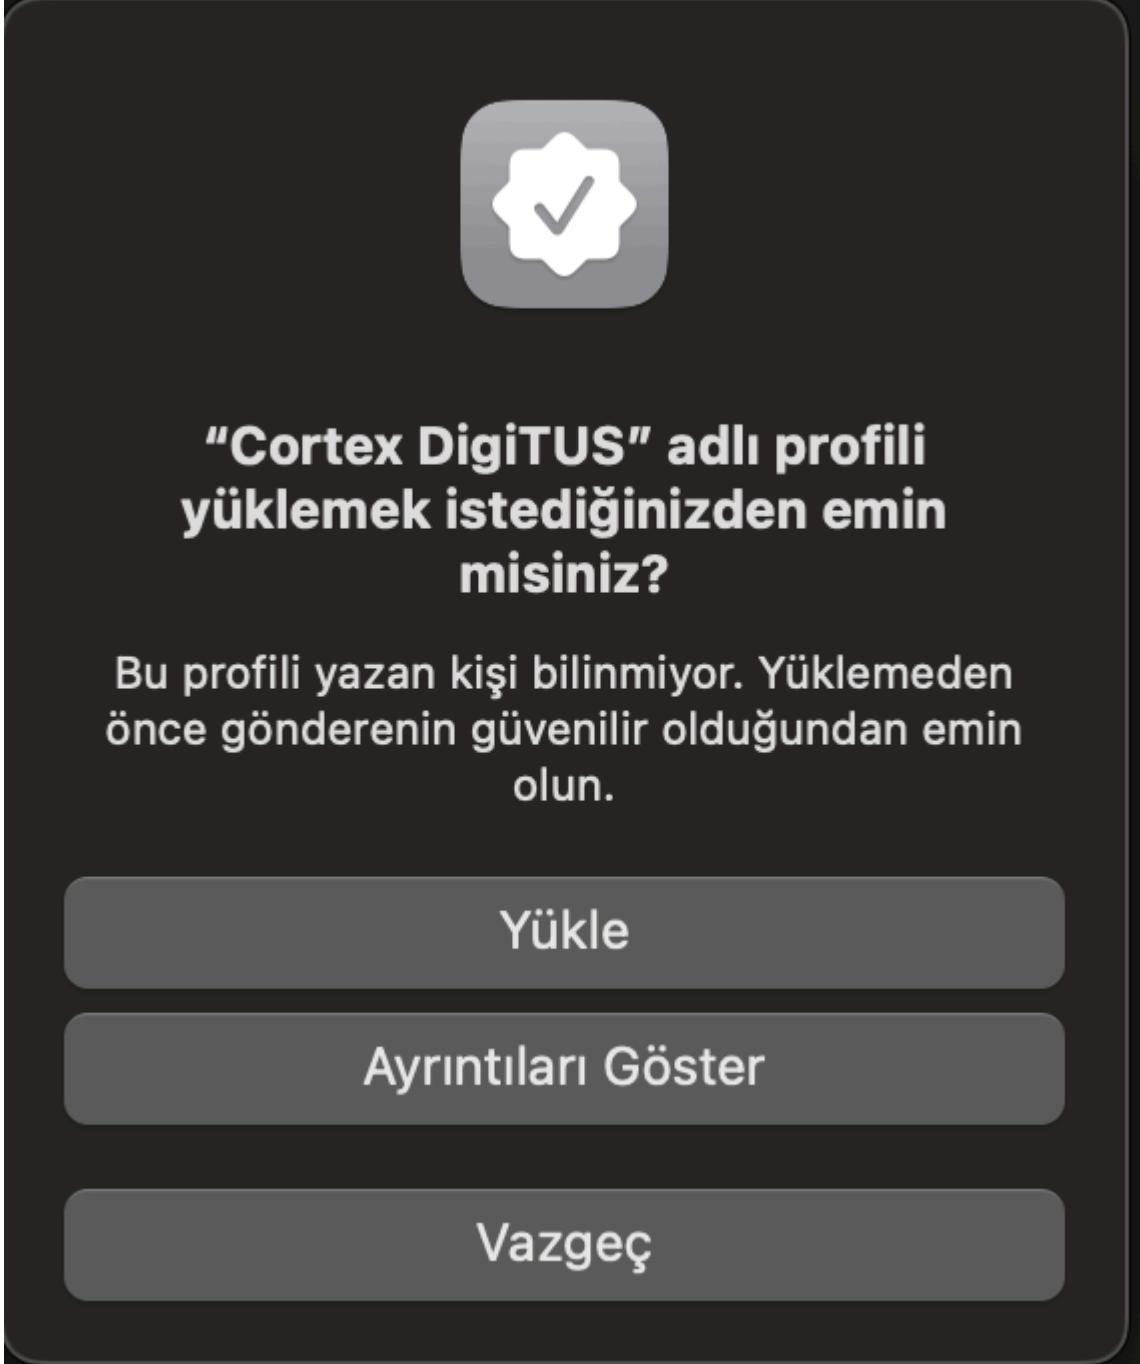 “Cortex DigiTUS” adlı profili
yüklemek istediğinizden emin
misiniz?
Bu profili yazan kişi bilinmiyor. Yüklemeden
önce gönderenin güvenilir olduğundan emin
olun.
Yükle
Ayrıntıları Göster
Vazgeç